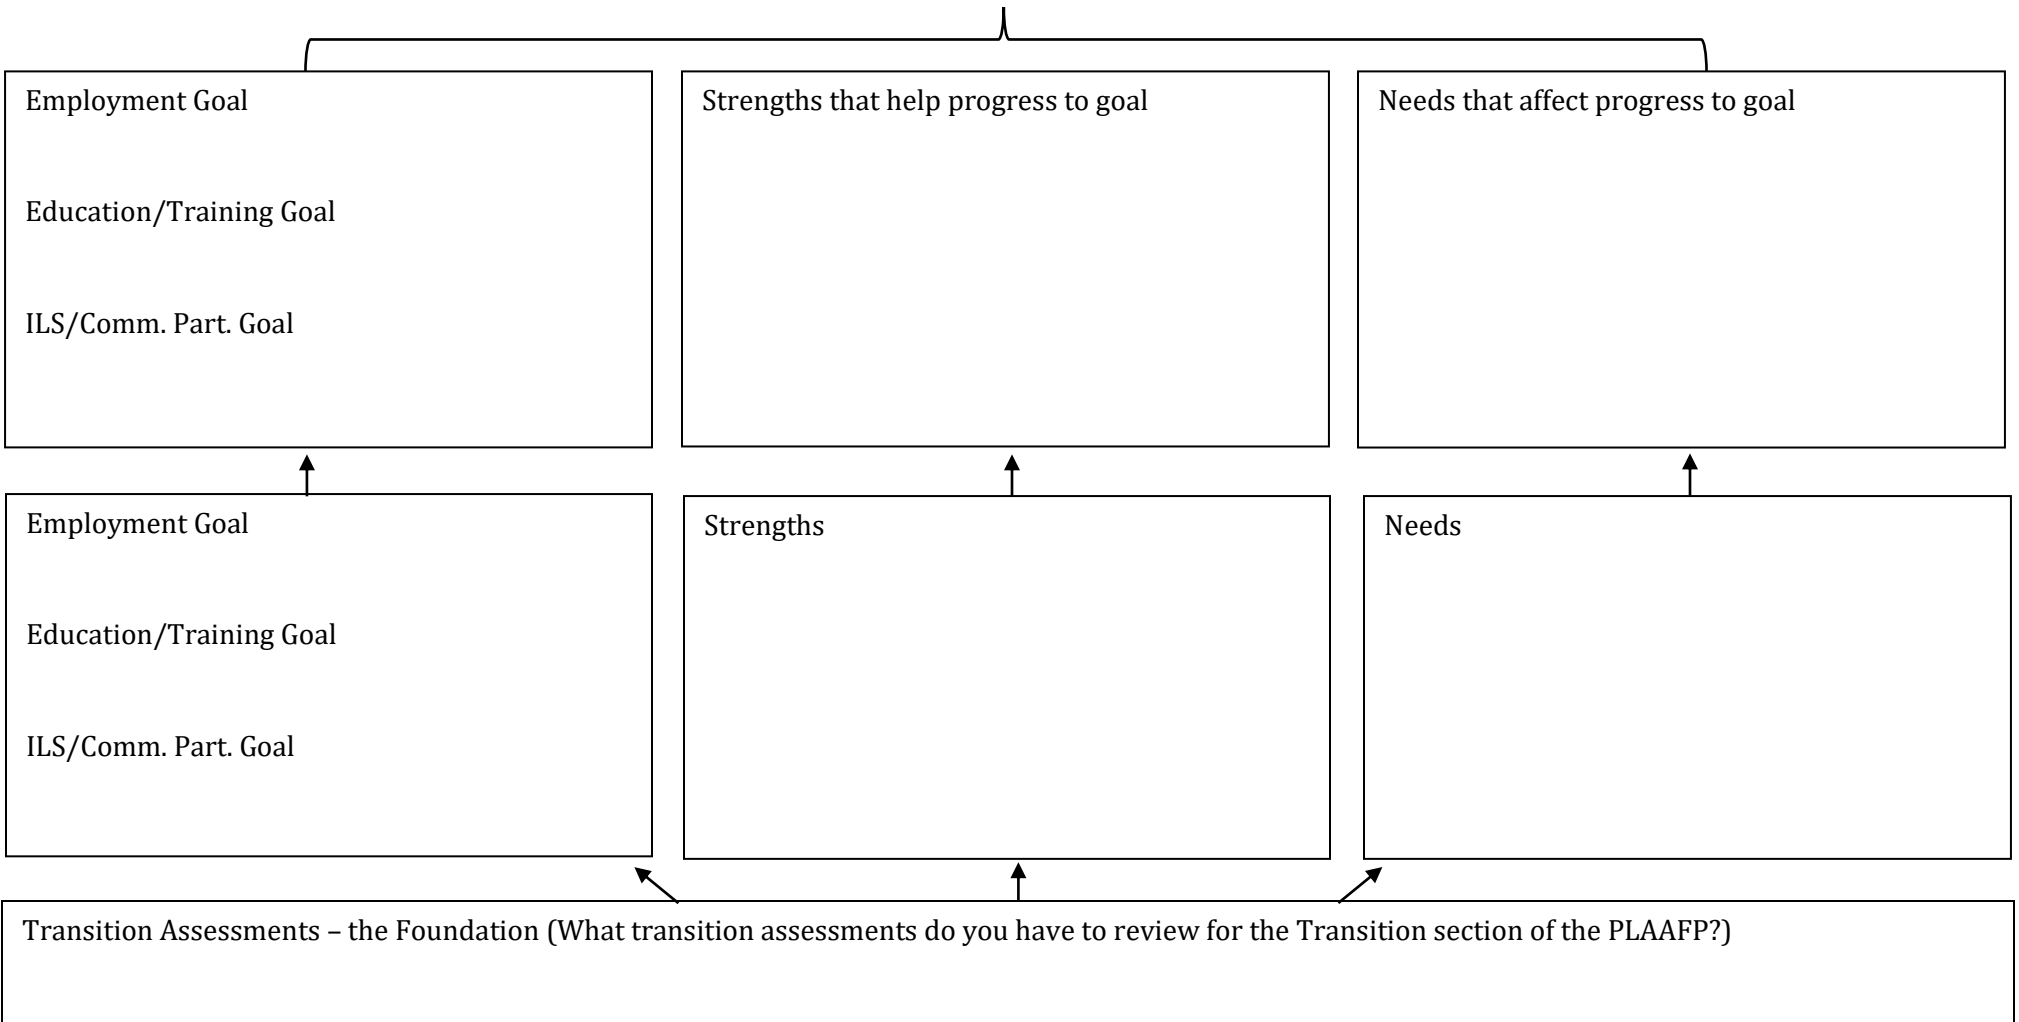 Employment Goal
Strengths that help progress to goal
Needs that affect progress to goal
Education/Training Goal
ILS/Comm. Part. Goal
Employment Goal
Strengths
Needs
Education/Training Goal
ILS/Comm. Part. Goal
Transition Assessments – the Foundation (What transition assessments do you have to review for the Transition section of the PLAAFP?)